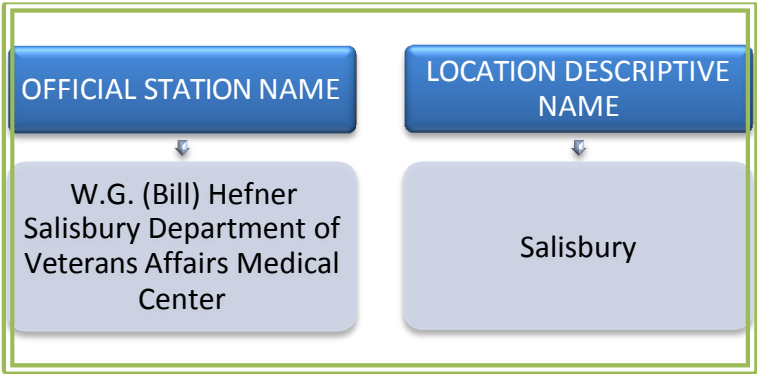 OFFICIAL STATION NAME
W.G. (Bill) Hefner
Salisbury Department of
Veterans Affairs Medical
Center
LOCATION DESCRIPTIVE
NAME
Salisbury